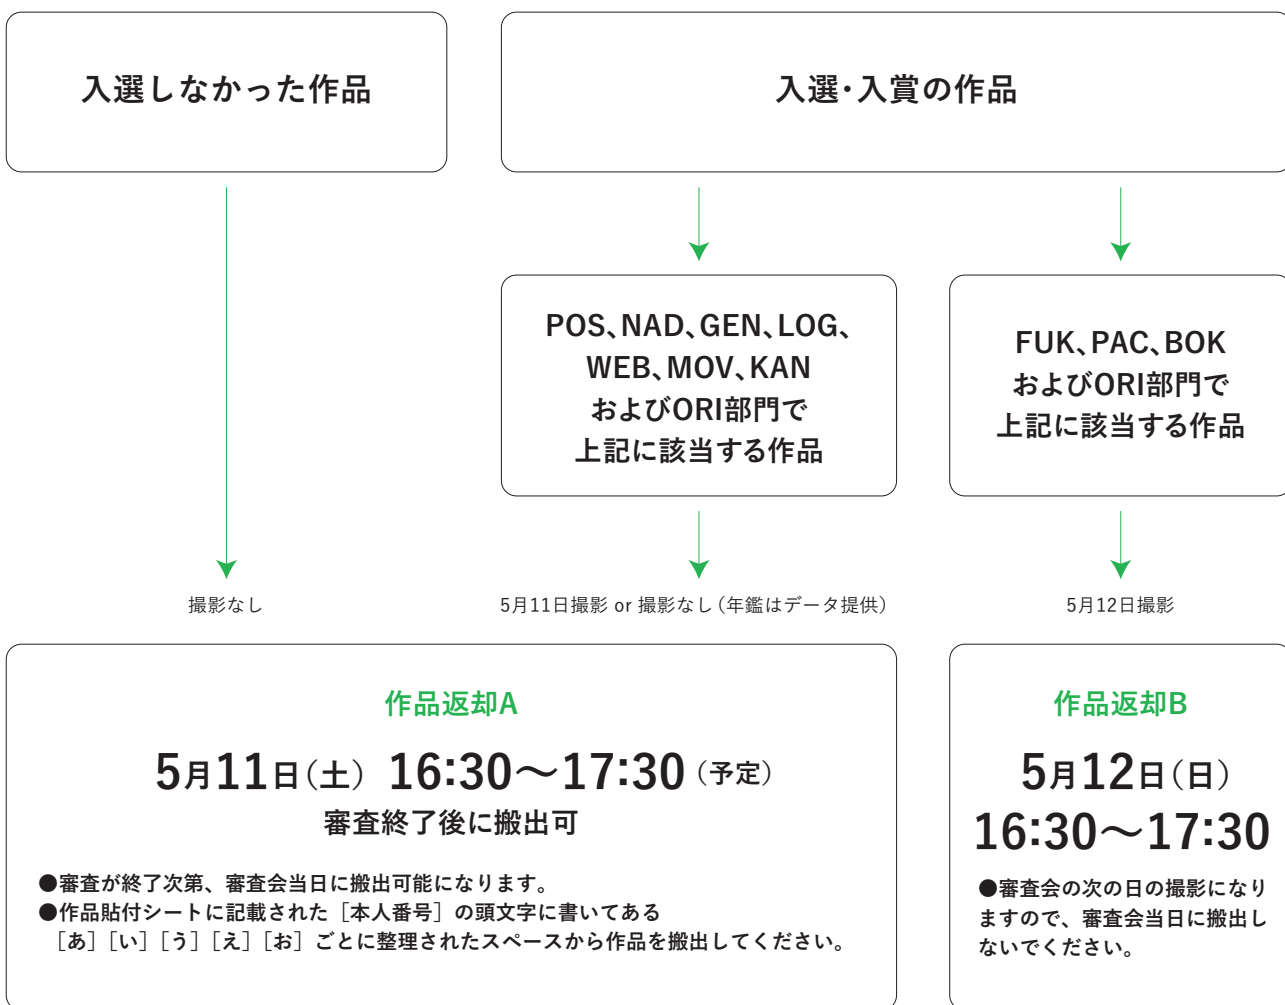 入選しなかった作品
入選・入賞の作品
POS、NAD、GEN、LOG、
WEB、MOV、KAN
およびORI部門で
上記に該当する作品
FUK、PAC、BOK
およびORI部門で
上記に該当する作品
撮影なし
5月11日撮影 or 撮影なし（年鑑はデータ提供）
5月12日撮影
作品返却A
5月11日（土） 16:30〜17:30（予定）
審査終了後に搬出可
●審査が終了次第、審査会当日に搬出可能になります。
●作品貼付シートに記載された［本人番号］の頭文字に書いてある
［あ］［い］［う］［え］［お］ごとに整理されたスペースから作品を搬出してください。
作品返却B
5月12日（日）
16:30〜17:30
●審査会の次の日の撮影になり
ますので、審査会当日に搬出し
ないでください。